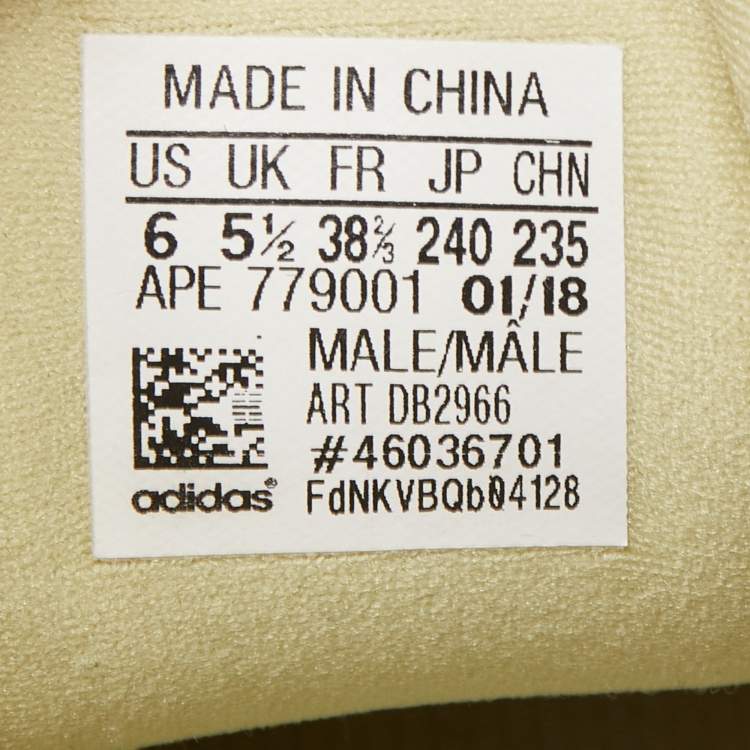 MADE IN CHINA
US UK FR JP CHN
6 5½ 38⅔ 240 235
APE 779001 01/18
MALE/MÂLE
ART DB2966
#46036701
adidas® FdNKVBQb04128